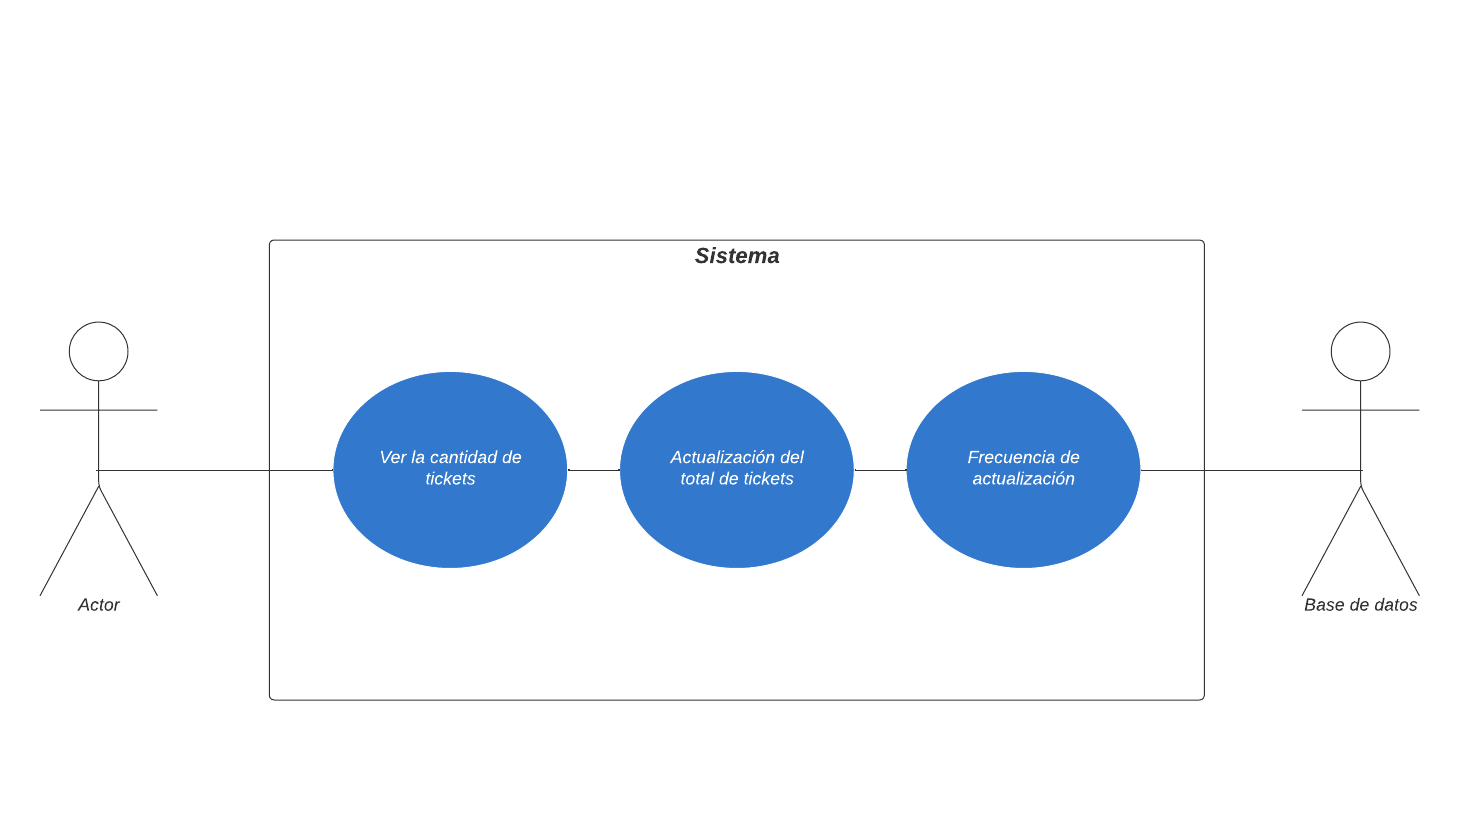 Sistema
Ver la cantidad de
tickets
Actualización del
total de tickets
Frecuencia de
actualización
Actor
Base de datos